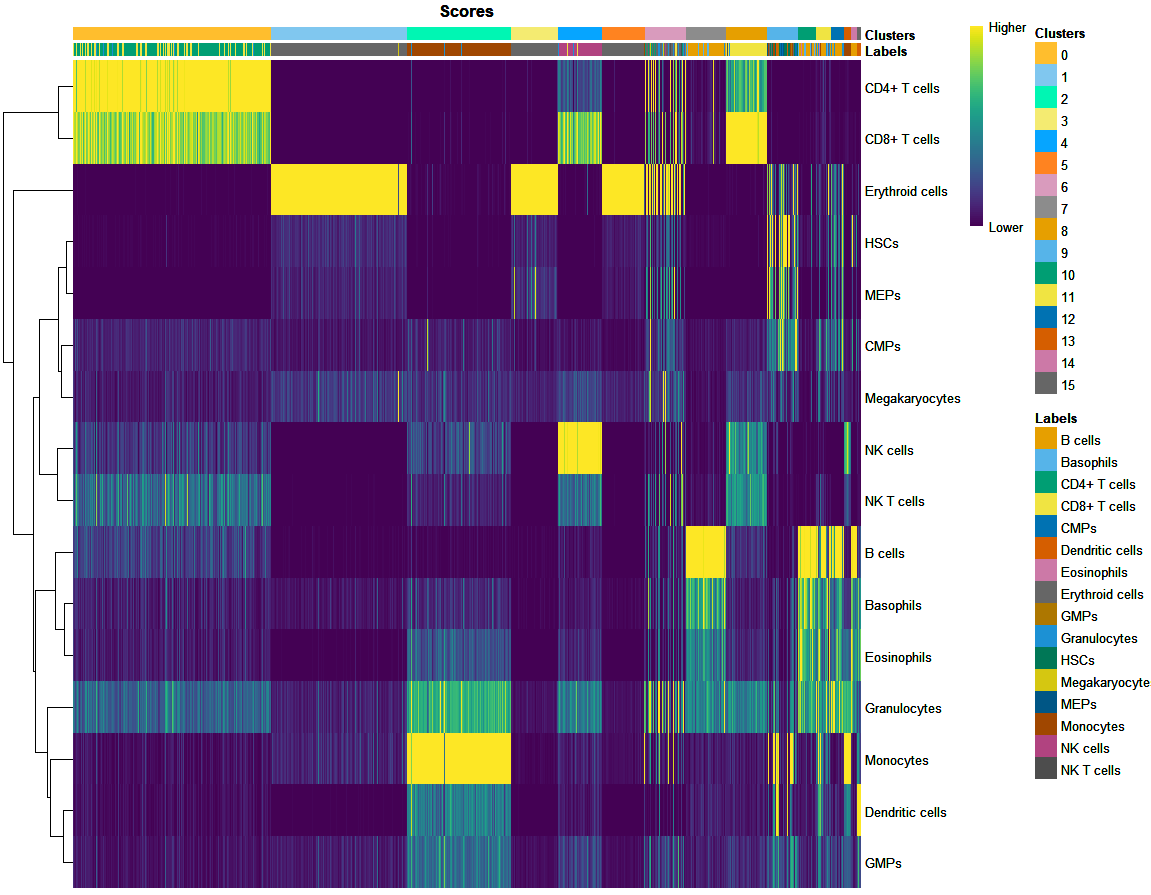 Scores
Higher
Lower
Clusters
Labels
CD4+ T cells
CD8+ T cells
Erythroid cells
HSCs
MEPs
CMPs
Megakaryocytes
NK cells
NK T cells
B cells
Basophils
Eosinophils
Granulocytes
Monocytes
Dendritic cells
GMPs
Clusters
0
1
2
3
4
5
6
7
8
9
10
11
12
13
14
15
Labels
B cells
Basophils
CD4+ T cells
CD8+ T cells
CMPs
Dendritic cells
Eosinophils
Erythroid cells
GMPs
Granulocytes
HSCs
Megakaryocyte
MEPs
Monocytes
NK cells
NK T cells